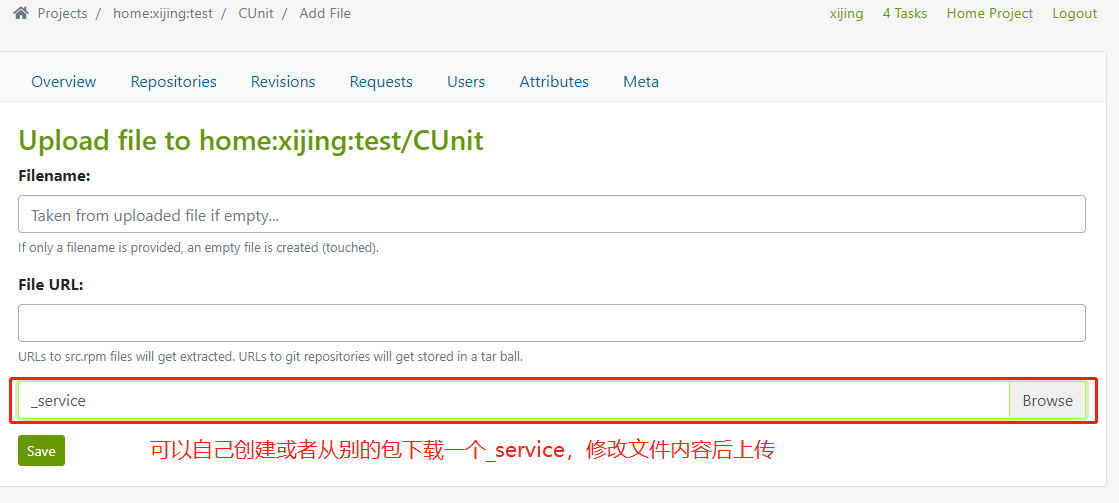 Projects / home:xijing:test / CUnit / Add File
xijing 4 Tasks Home Project Logout
Overview Repositories Revisions Requests Users Attributes Meta
Upload file to home:xijing:test/CUnit
Filename:
Taken from uploaded file if empty...
If only a filename is provided, an empty file is created (touched).
File URL:
URLs to src.rpm files will get extracted. URLs to git repositories will get stored in a tar ball.
_service Browse
Save
可以自己创建或者从别的包下载一个_service，修改文件内容后上传